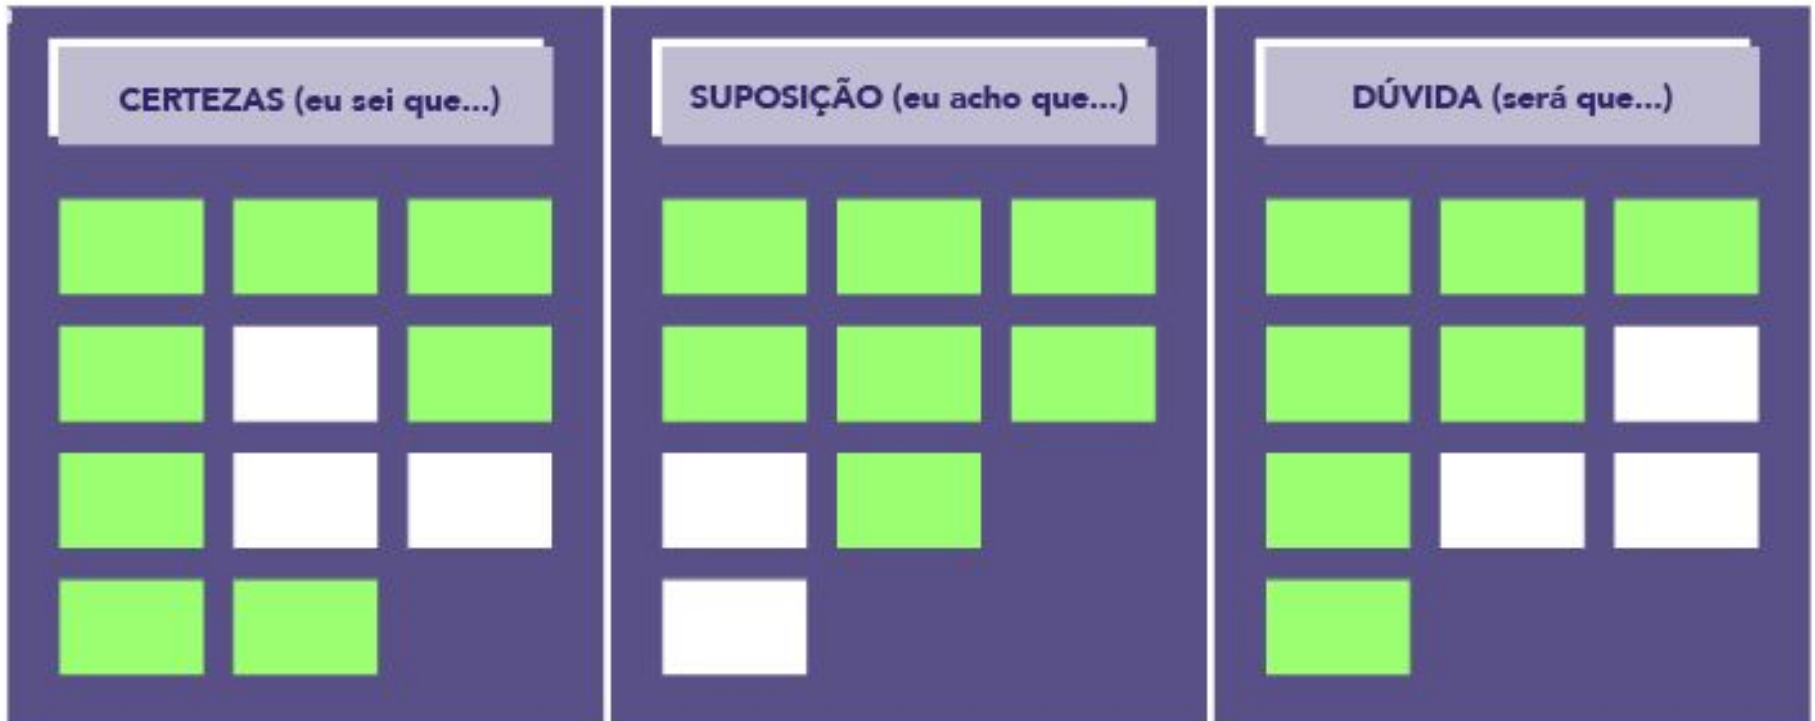 CERTEZAS (eu sei que...)
SUPOSIÇÃO (eu acho que...)
DÚVIDA (será que...)